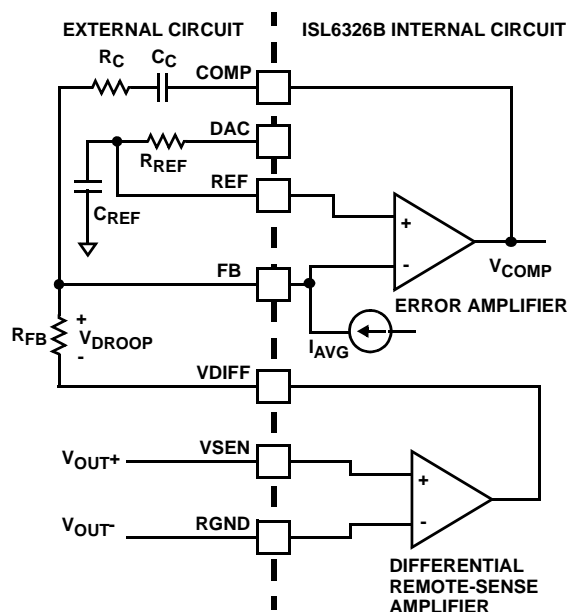 EXTERNAL CIRCUIT
ISL6326B INTERNAL CIRCUIT
RC
CC
COMP
DAC
RREF
REF
CREF
+
-
VCOMP
FB
ERROR AMPLIFIER
IAVG
RFB
+
VDROOP
-
VDIFF
VSEN
VOUT+
+
VOUT-
RGND
-
DIFFERENTIAL
REMOTE-SENSE
AMPLIFIER